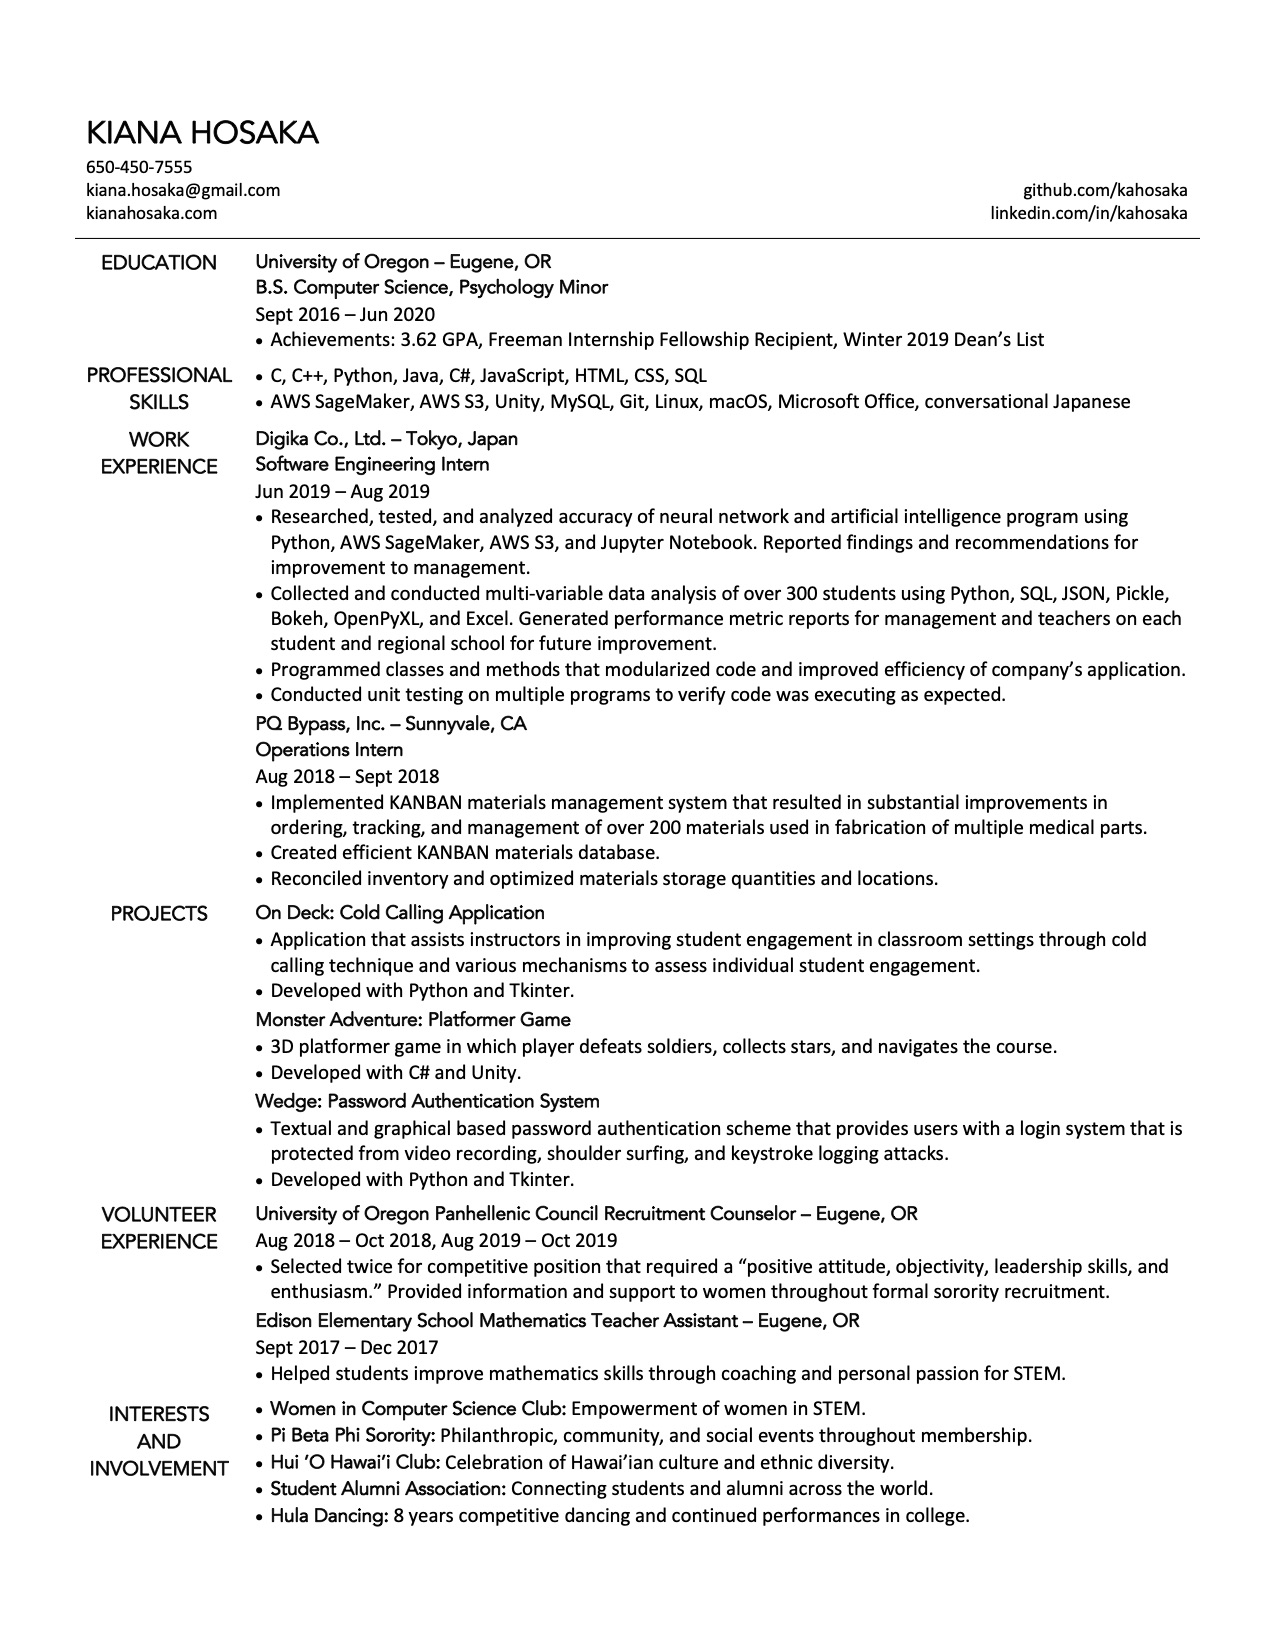 KIANA HOSAKA
650-450-7555
kiana.hosaka@gmail.com
github.com/kahosaka
kianahosaka.com
linkedin.com/in/kahosaka
EDUCATION
University of Oregon – Eugene, OR
B.S. Computer Science, Psychology Minor
Sept 2016 – Jun 2020
• Achievements: 3.62 GPA, Freeman Internship Fellowship Recipient, Winter 2019 Dean’s List
PROFESSIONAL
SKILLS
• C, C++, Python, Java, C#, JavaScript, HTML, CSS, SQL
• AWS SageMaker, AWS S3, Unity, MySQL, Git, Linux, macOS, Microsoft Office, conversational Japanese
WORK
EXPERIENCE
Digika Co., Ltd. – Tokyo, Japan
Software Engineering Intern
Jun 2019 – Aug 2019
• Researched, tested, and analyzed accuracy of neural network and artificial intelligence program using
Python, AWS SageMaker, AWS S3, and Jupyter Notebook. Reported findings and recommendations for
improvement to management.
• Collected and conducted multi-variable data analysis of over 300 students using Python, SQL, JSON, Pickle,
Bokeh, OpenPyXL, and Excel. Generated performance metric reports for management and teachers on each
student and regional school for future improvement.
• Programmed classes and methods that modularized code and improved efficiency of company’s application.
• Conducted unit testing on multiple programs to verify code was executing as expected.
PQ Bypass, Inc. – Sunnyvale, CA
Operations Intern
Aug 2018 – Sept 2018
• Implemented KANBAN materials management system that resulted in substantial improvements in
ordering, tracking, and management of over 200 materials used in fabrication of multiple medical parts.
• Created efficient KANBAN materials database.
• Reconciled inventory and optimized materials storage quantities and locations.
PROJECTS
On Deck: Cold Calling Application
• Application that assists instructors in improving student engagement in classroom settings through cold
calling technique and various mechanisms to assess individual student engagement.
• Developed with Python and Tkinter.
Monster Adventure: Platformer Game
• 3D platformer game in which player defeats soldiers, collects stars, and navigates the course.
• Developed with C# and Unity.
Wedge: Password Authentication System
• Textual and graphical based password authentication scheme that provides users with a login system that is
protected from video recording, shoulder surfing, and keystroke logging attacks.
• Developed with Python and Tkinter.
VOLUNTEER
EXPERIENCE
University of Oregon Panhellenic Council Recruitment Counselor – Eugene, OR
Aug 2018 – Oct 2018, Aug 2019 – Oct 2019
• Selected twice for competitive position that required a “positive attitude, objectivity, leadership skills, and
enthusiasm.” Provided information and support to women throughout formal sorority recruitment.
Edison Elementary School Mathematics Teacher Assistant – Eugene, OR
Sept 2017 – Dec 2017
• Helped students improve mathematics skills through coaching and personal passion for STEM.
INTERESTS
AND
INVOLVEMENT
• Women in Computer Science Club: Empowerment of women in STEM.
• Pi Beta Phi Sorority: Philanthropic, community, and social events throughout membership.
• Hui ’O Hawai’i Club: Celebration of Hawai’ian culture and ethnic diversity.
• Student Alumni Association: Connecting students and alumni across the world.
• Hula Dancing: 8 years competitive dancing and continued performances in college.